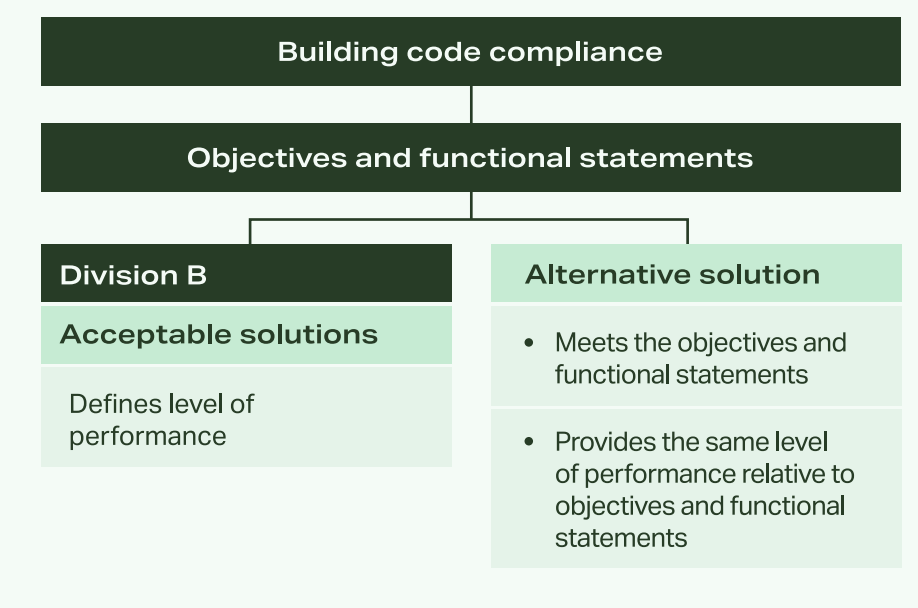 Building code compliance
Objectives and functional statements
Division B
Acceptable solutions
Defines level of
performance
Alternative solution
• Meets the objectives and
functional statements
• Provides the same level
of performance relative to
objectives and functional
statements